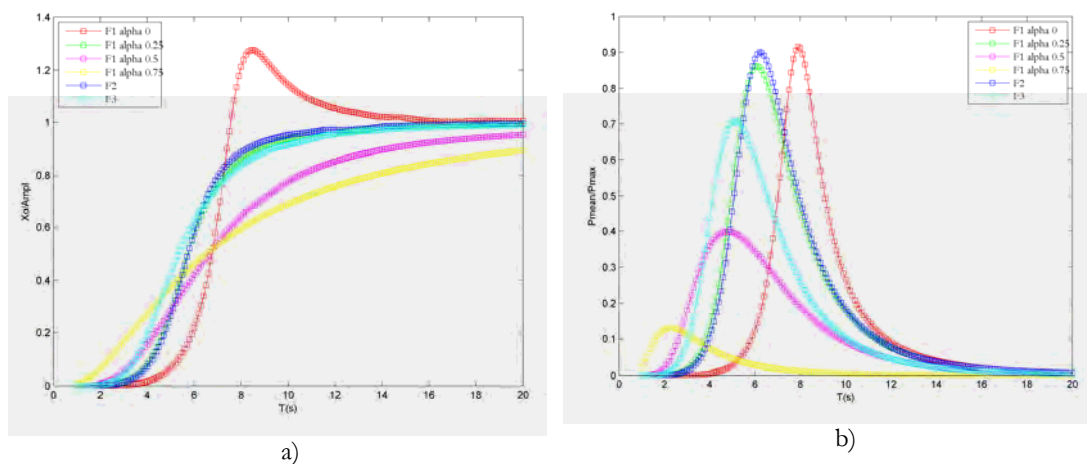 1.4
1.2
1
0.8
0.6
0.4
0.2
0
Xo/Ampl
0 2 4 6 8 10 12 14 16 18 20
T(s)
F1 alpha 0
F1 alpha 0.25
F1 alpha 0.5
F1 alpha 0.75
F2
F3
a)
1
0.9
0.8
0.7
0.6
0.5
0.4
0.3
0.2
0.1
0
Pmean/Pmax
0 2 4 6 8 10 12 14 16 18 20
T(s)
F1 alpha 0
F1 alpha 0.25
F1 alpha 0.5
F1 alpha 0.75
F2
F3
b)